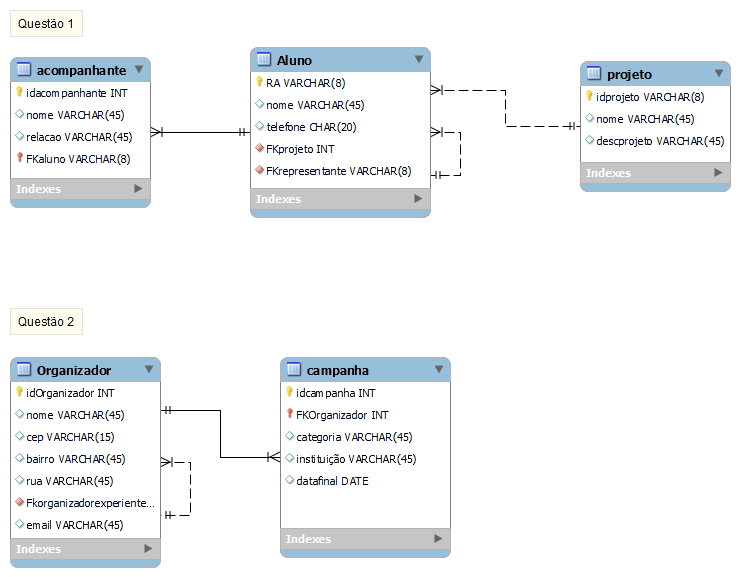 Questão 1
acompanhante
idacompanhante INT
nome VARCHAR(45)
relacao VARCHAR(45)
FKaluno VARCHAR(8)
Indexes
Aluno
RA VARCHAR(8)
nome VARCHAR(45)
telefone CHAR(20)
FKprojeto INT
FKrepresentante VARCHAR(8)
Indexes
projeto
idprojeto VARCHAR(8)
nome VARCHAR(45)
descprojeto VARCHAR(45)
Indexes
Questão 2
Organizador
idOrganizador INT
nome VARCHAR(45)
cep VARCHAR(15)
bairro VARCHAR(45)
rua VARCHAR(45)
Fkorganizadorexperiente...
email VARCHAR(45)
Indexes
campanha
idcampanha INT
FKOrganizador INT
categoria VARCHAR(45)
instituição VARCHAR(45)
datafinal DATE
Indexes